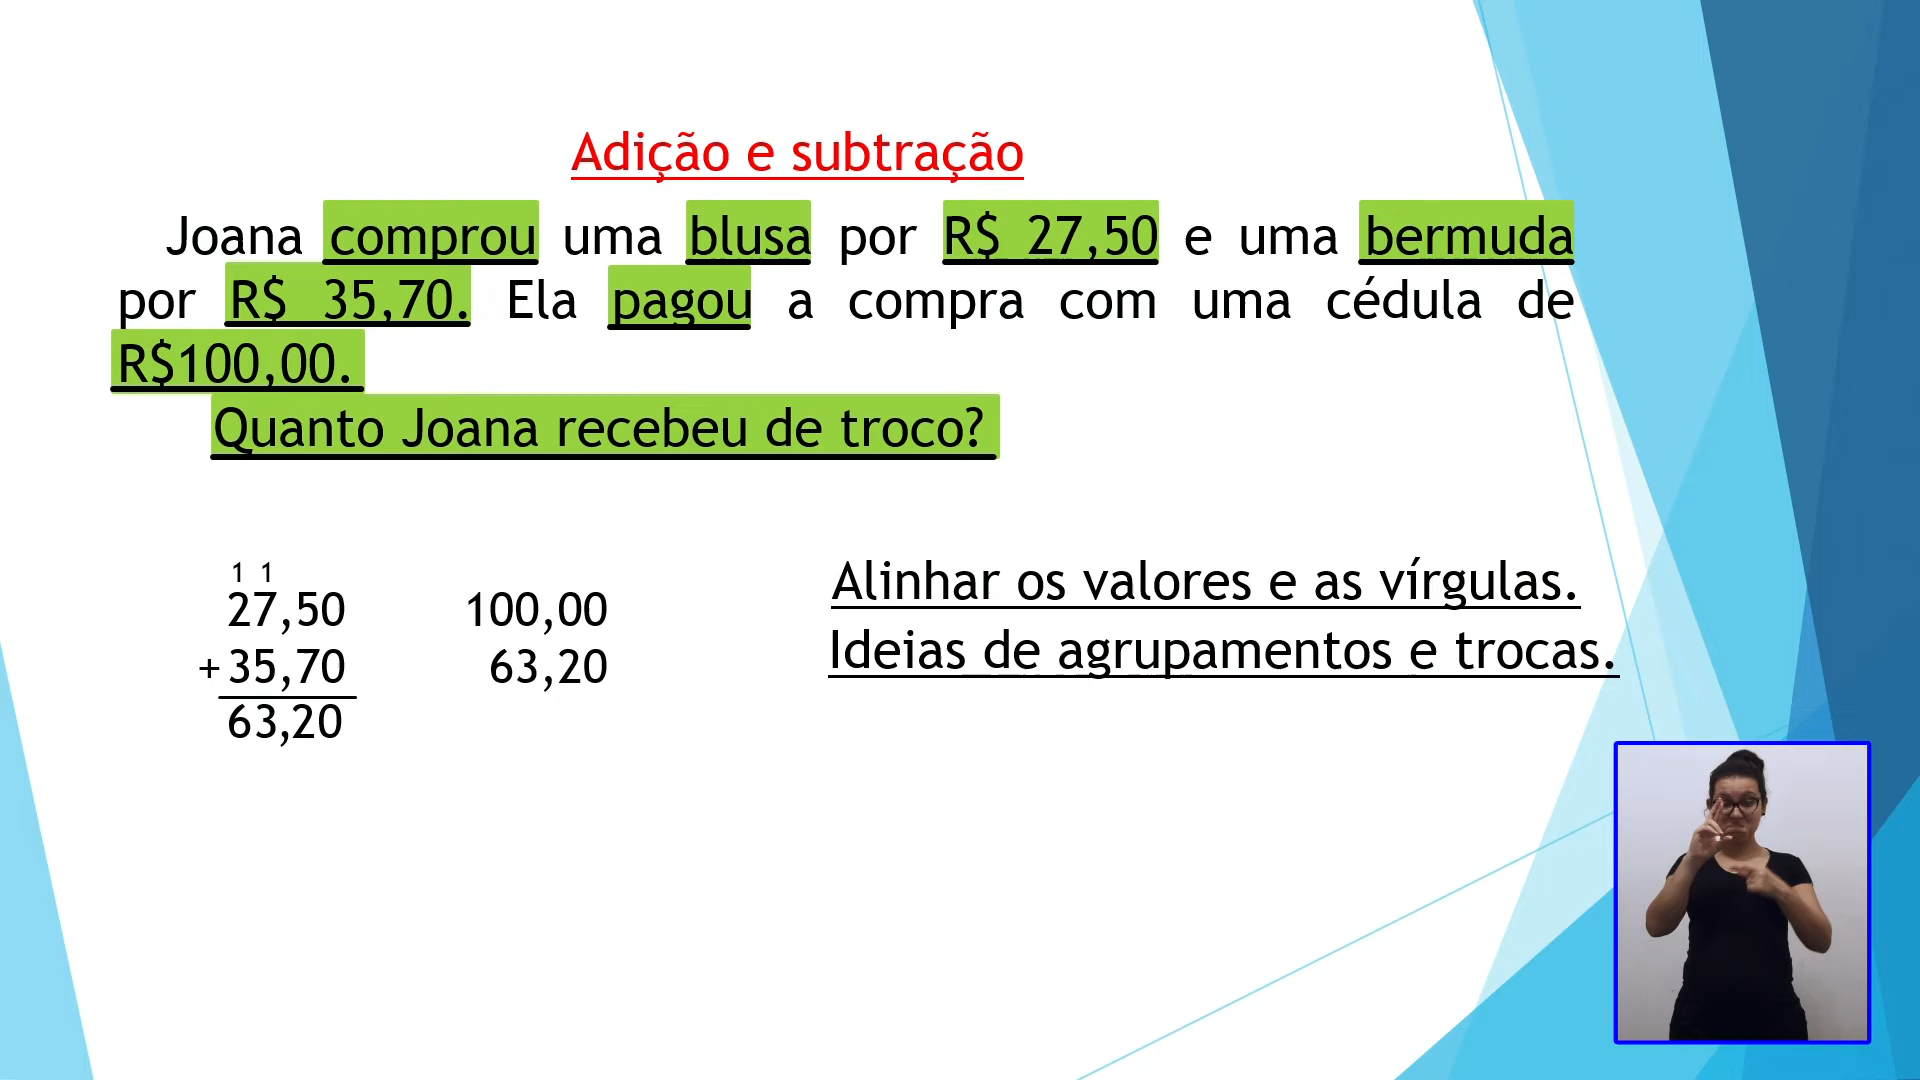 Adição e subtração
Joana comprou uma blusa por R$ 27,50 e uma bermuda
por R$ 35,70. Ela pagou a compra com uma cédula de
R$100,00.
Quanto Joana recebeu de troco?
1 1
27,50
+35,70
63,20
100,00
63,20
Alinhar os valores e as vírgulas.
Ideias de agrupamentos e trocas.